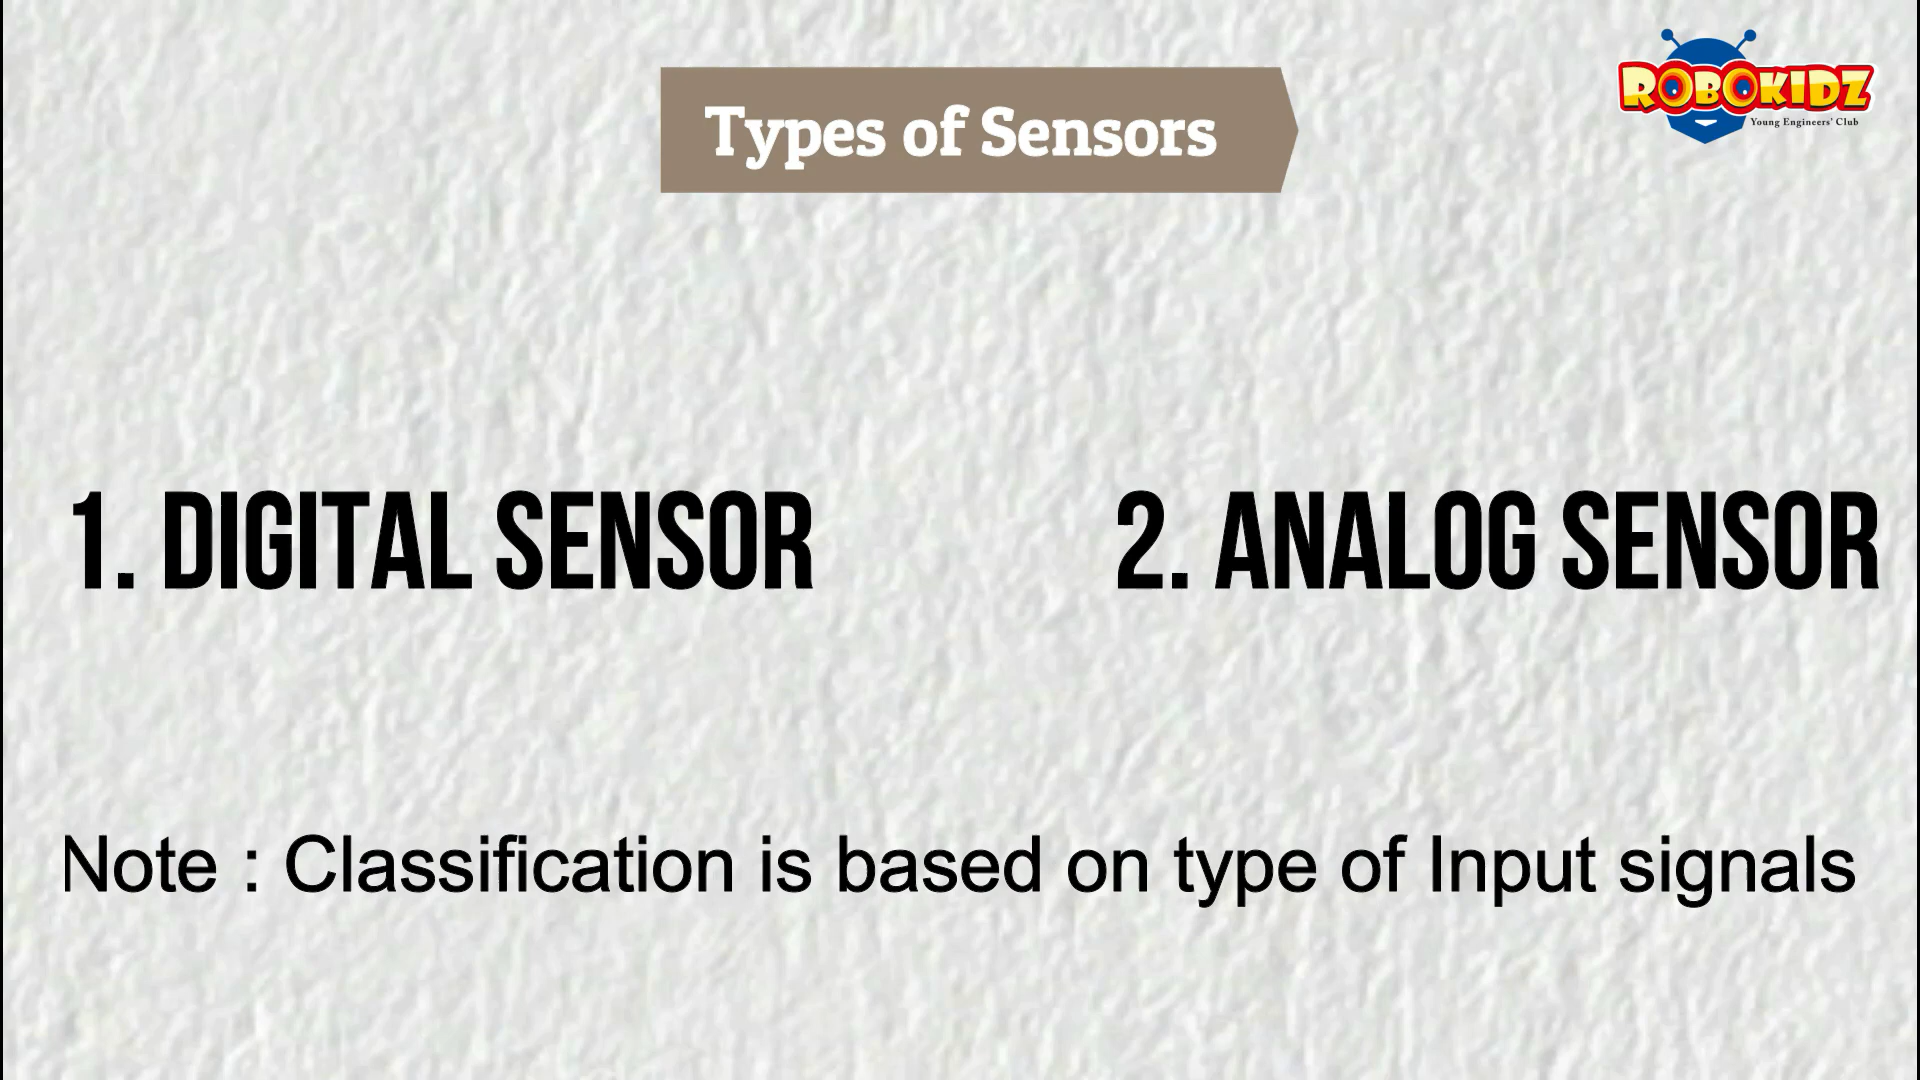 ROBOKIDZ
Young Engineers' Club
Types of Sensors
1. DIGITAL SENSOR
2. ANALOG SENSOR
Note : Classification is based on type of Input signals